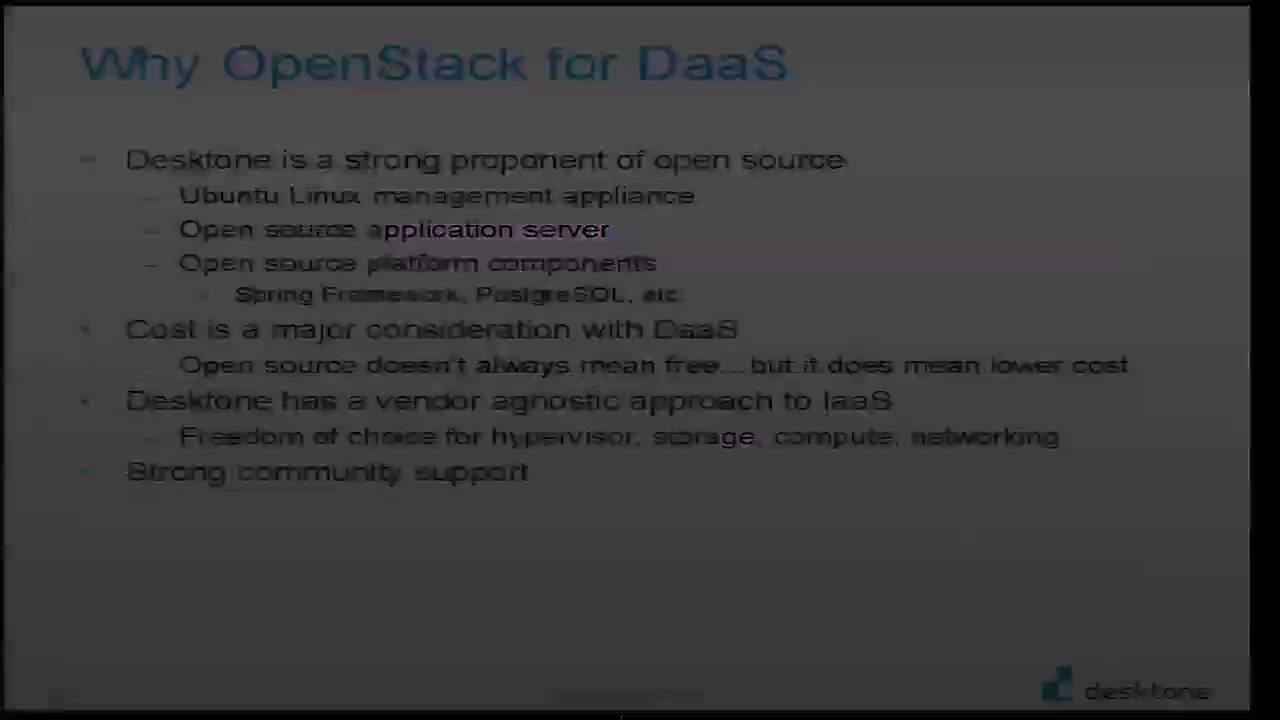 Why OpenStack for DaaS
- Desktone is a strong proponent of open source
– Ubuntu Linux management appliance
– Open source application server
– Open source platform components
• Spring Framework, PostgreSQL, etc
• Cost is a major consideration with DaaS
– Open source doesn't always mean free... but it does mean lower cost
• Desktone has a vendor agnostic approach to IaaS
– Freedom of choice for hypervisor, storage, compute, networking
• Strong community support
desktone